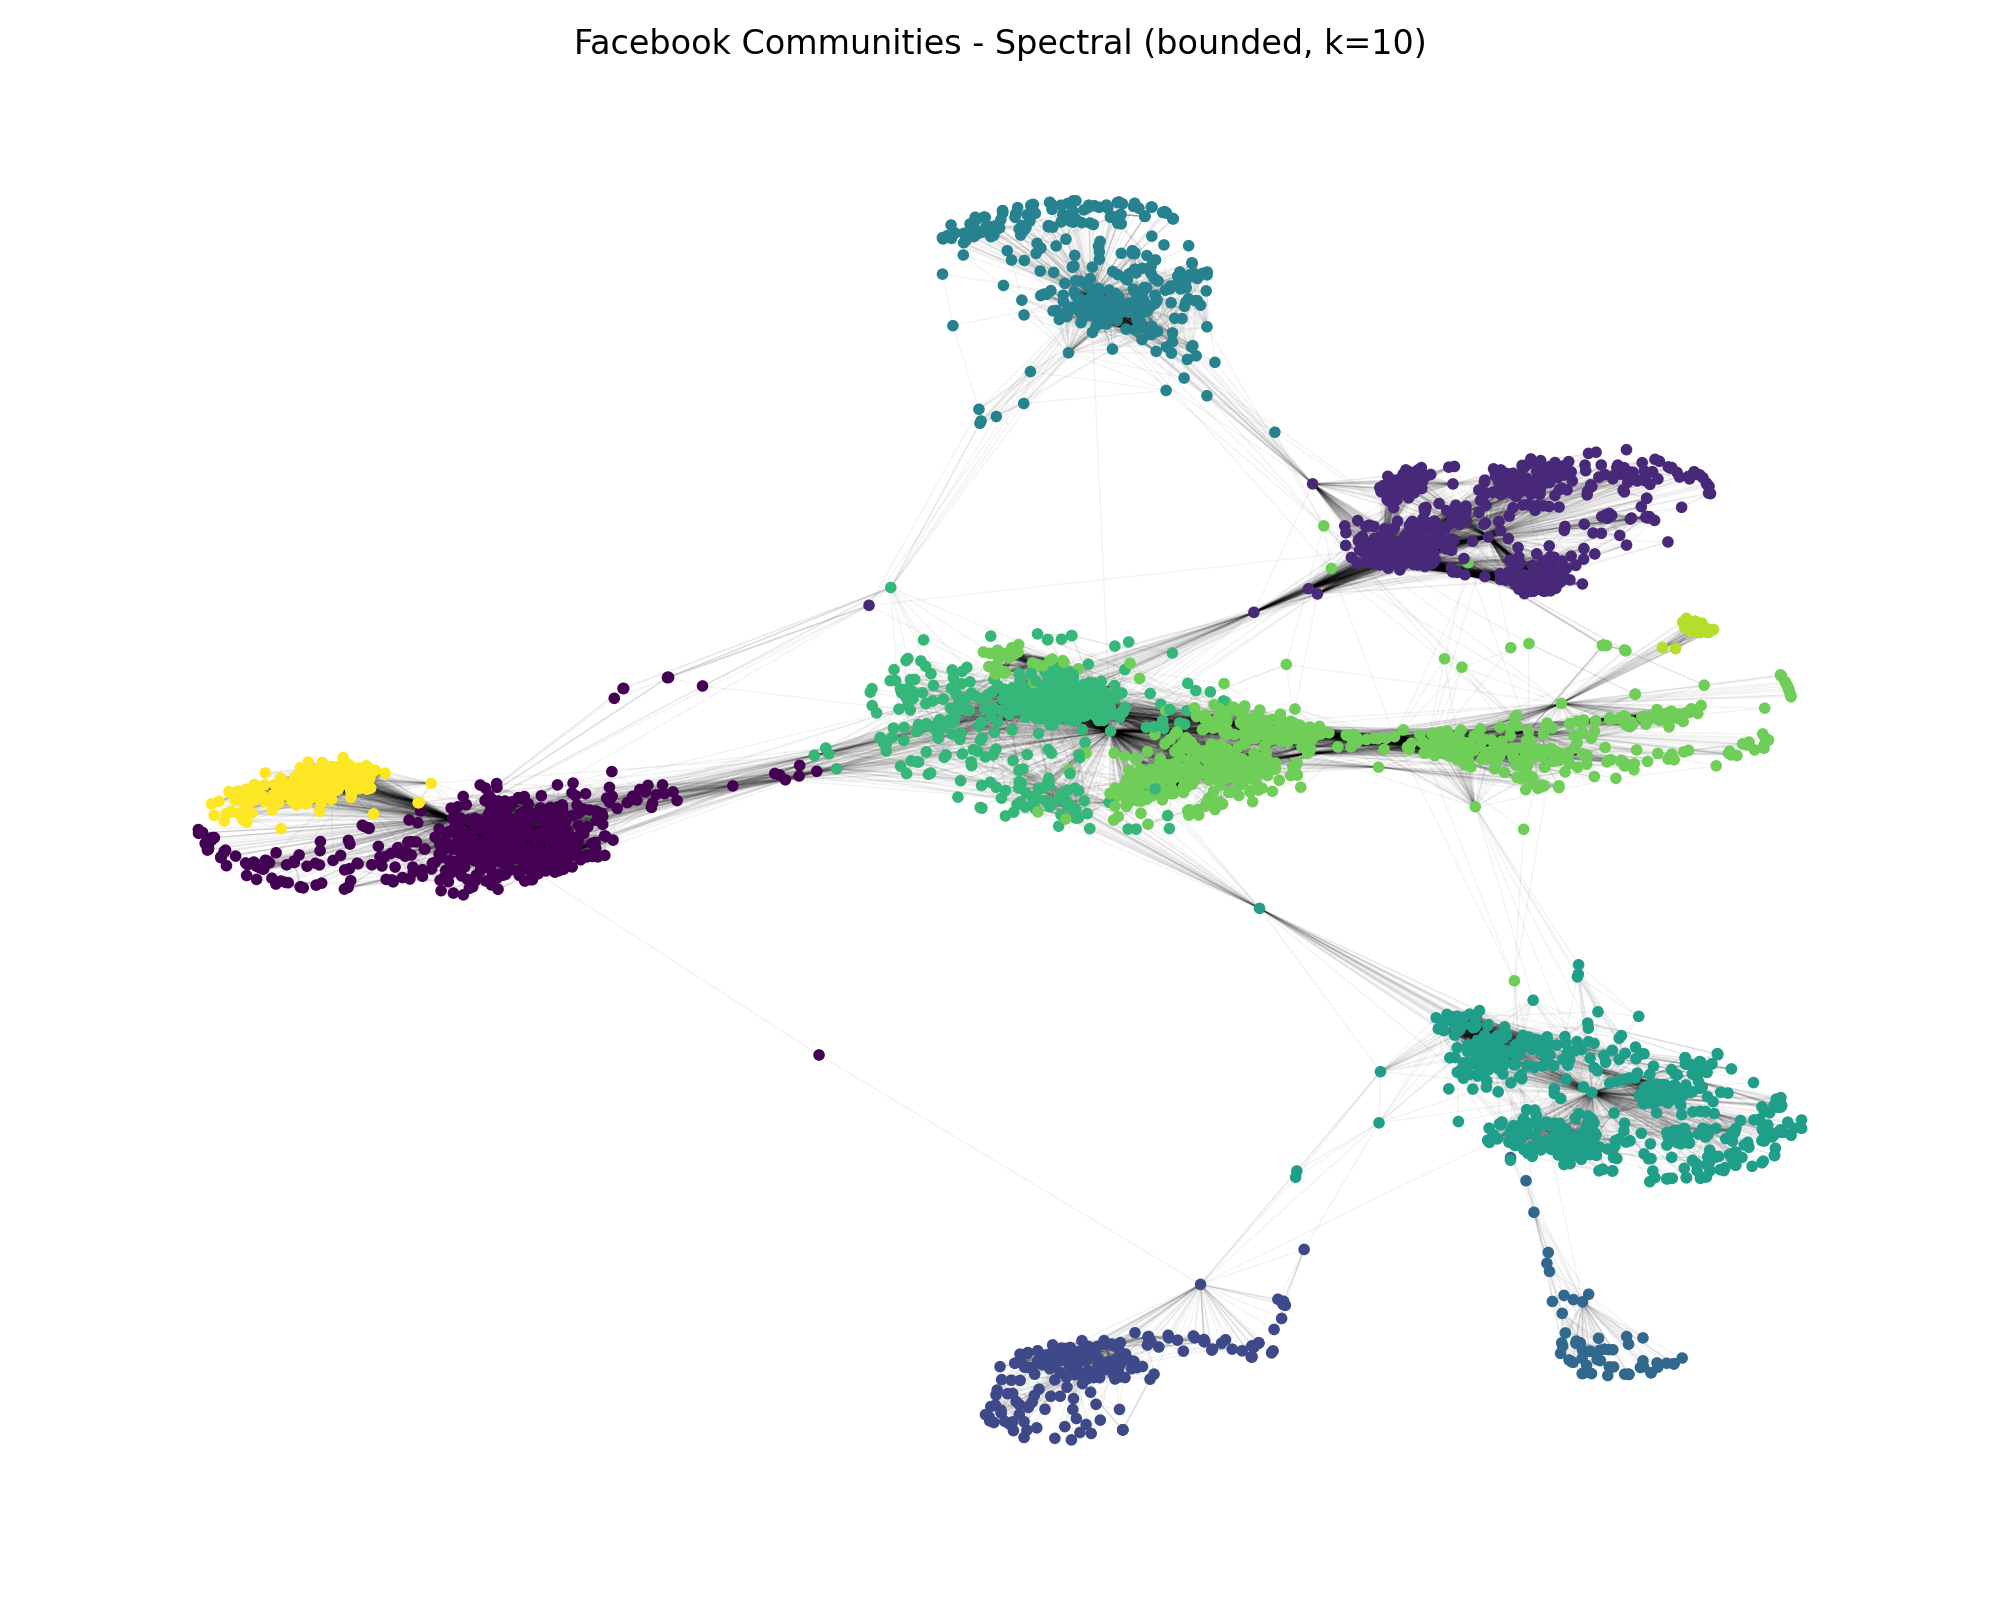 Facebook Communities - Spectral (bounded, k=10)